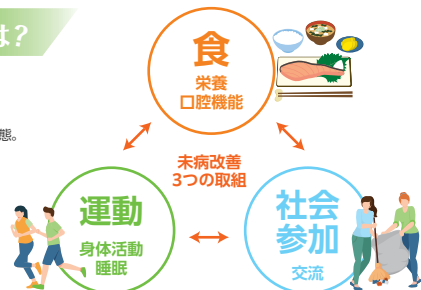 は?
食
栄養
口腔機能
態。
未病改善
3つの取組
運動
身体活動
睡眠
社会
参加
交流